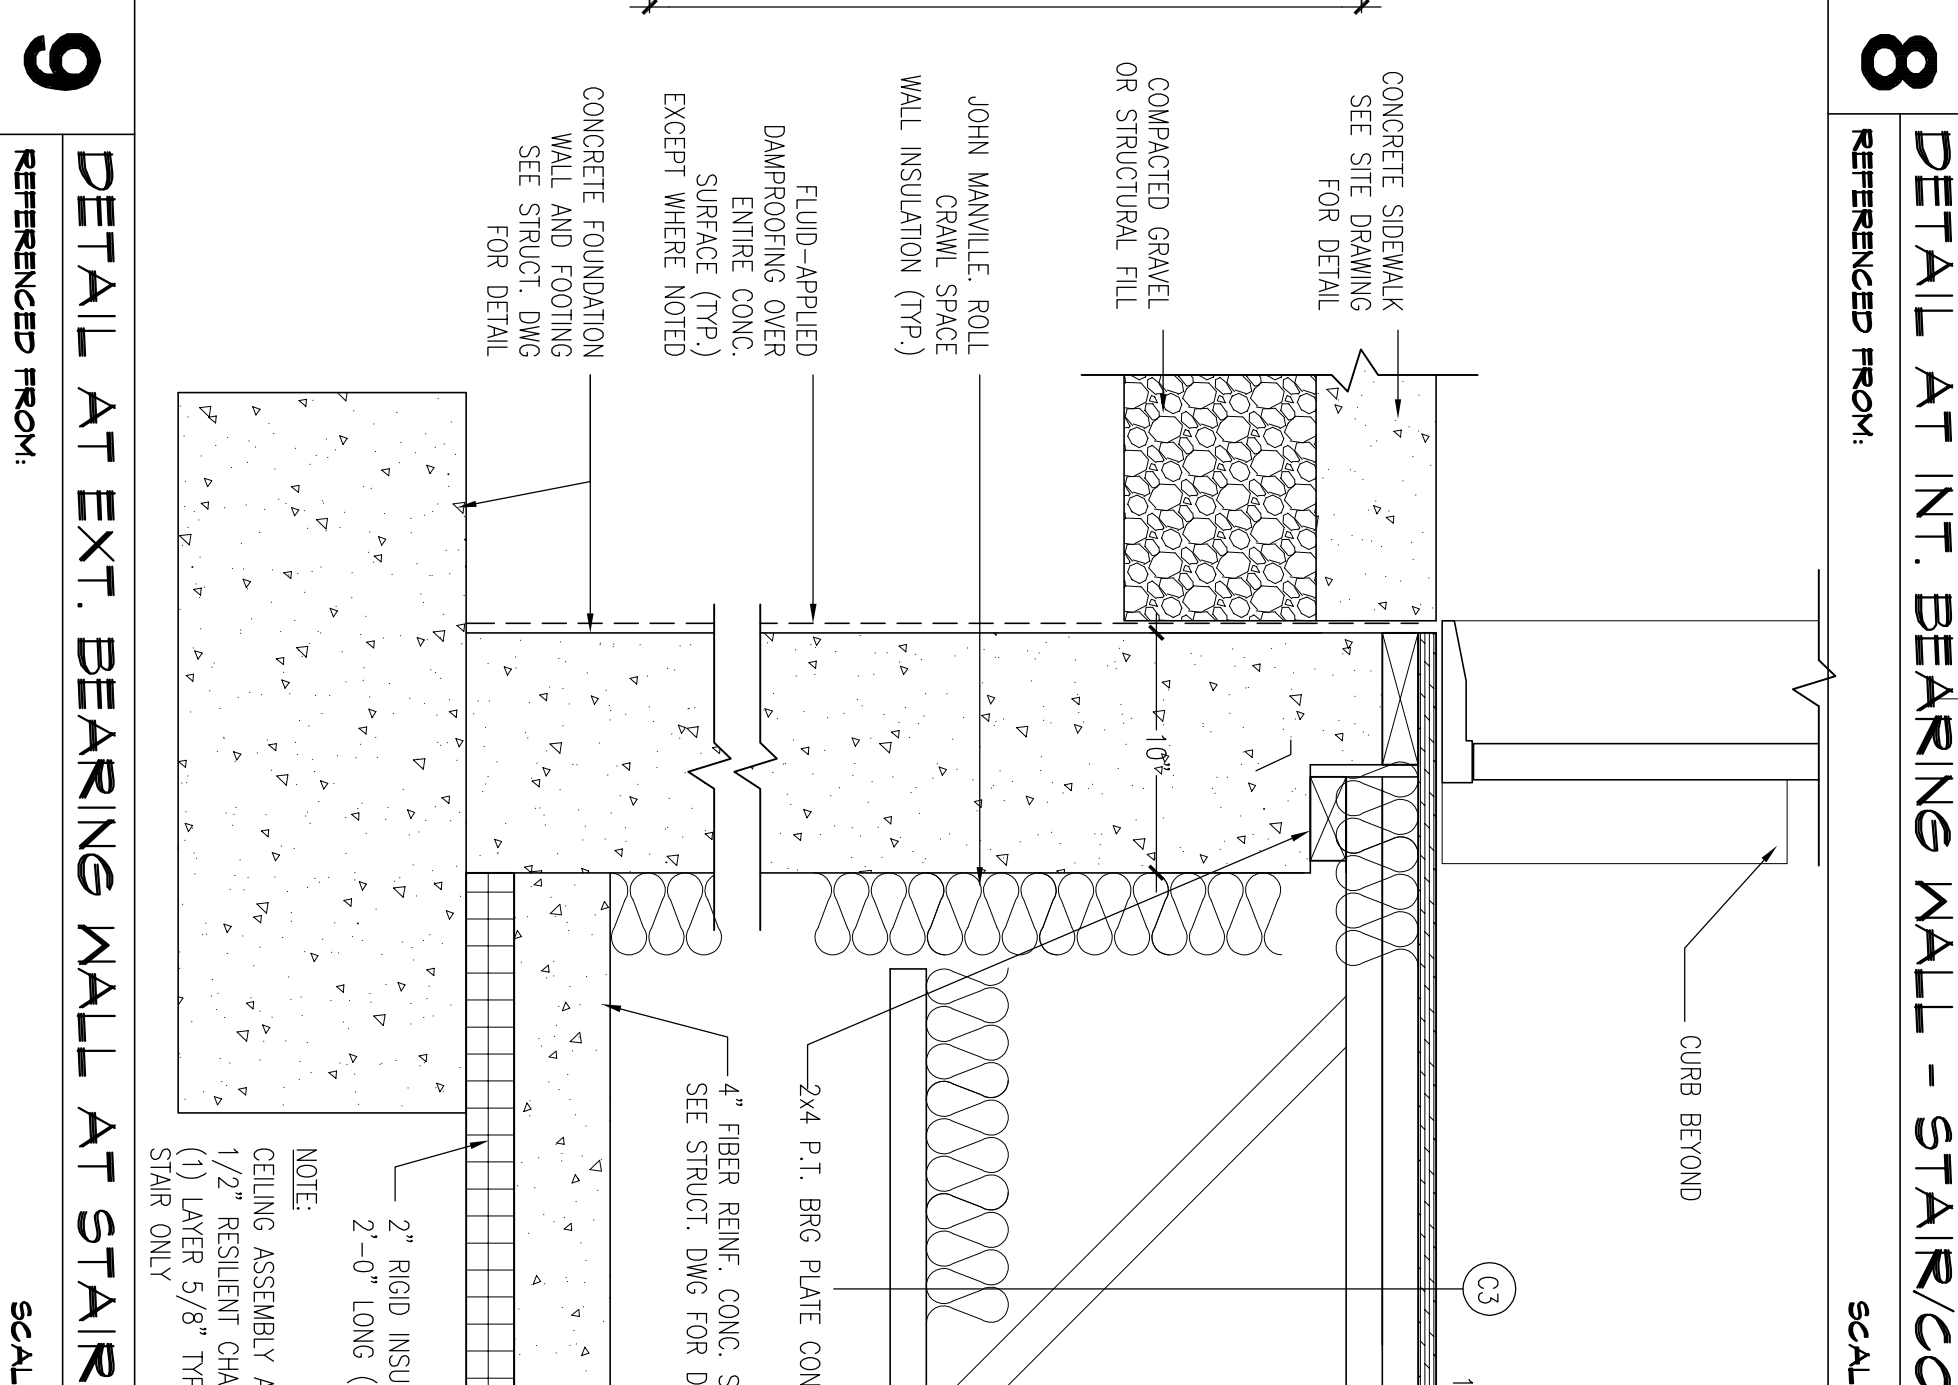 8
DETAIL AT INT. BEARING WALL - STAIR/CO
REFERENCED FROM:
SCAL
CONCRETE SIDEWALK
SEE SITE DRAWING
FOR DETAIL
COMPACTED GRAVEL
OR STRUCTURAL FILL
JOHN MANVILLE. ROLL
CRAWL SPACE
WALL INSULATION (TYP.)
FLUID-APPLIED
DAMPROOFING OVER
ENTIRE CONC.
SURFACE (TYP.)
EXCEPT WHERE NOTED
CONCRETE FOUNDATION
WALL AND FOOTING
SEE STRUCT. DWG
FOR DETAIL
10"
CURB BEYOND
C3
2x4 P.T. BRG PLATE CON
4" FIBER REINF. CONC. S
SEE STRUCT. DWG FOR D
2" RIGID INSU
2'-0" LONG (
NOTE:
CEILING ASSEMBLY A
1/2" RESILIENT CHA
(1) LAYER 5/8" TYP
STAIR ONLY
9
DETAIL AT EXT. BEARING WALL AT STAIR
REFERENCED FROM:
SCAL